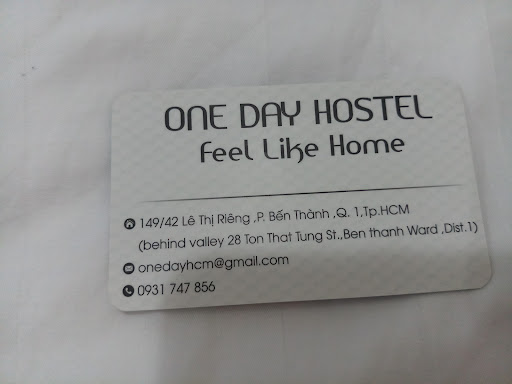 ONE DAY HOSTEL
Feel Like Home
149/42 Lê Thị Riêng ,P. Bến Thành ,Q. 1,Tp.HCM
(behind valley 28 Ton That Tung St.,Ben thanh Ward ,Dist.1)
onedayhcm@gmail.com
0931 747 856